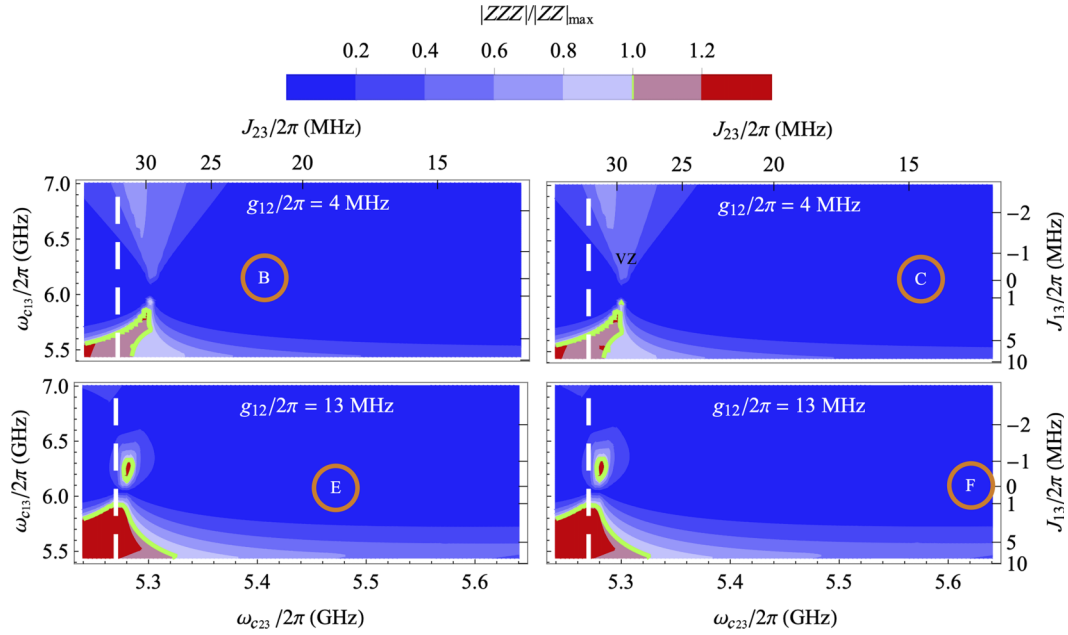 |ZZZ|/|ZZ|max
0.2 0.4 0.6 0.8 1.0 1.2
J23/2π (MHz) J23/2π (MHz)
30 25 20 15 30 25 20 15
7.0 6.5 6.0 5.5
ωc13/2π (GHz)
g12/2π = 4 MHz
B
g12/2π = 4 MHz
VZ
C
−2 −1 0 1 5 10
J13/2π (MHz)
7.0 6.5 6.0 5.5
ωc13/2π (GHz)
g12/2π = 13 MHz
E
g12/2π = 13 MHz
F
−2 −1 0 1 5 10
J13/2π (MHz)
5.3 5.4 5.5 5.6 5.3 5.4 5.5 5.6
ωc23/2π (GHz) ωc23/2π (GHz)